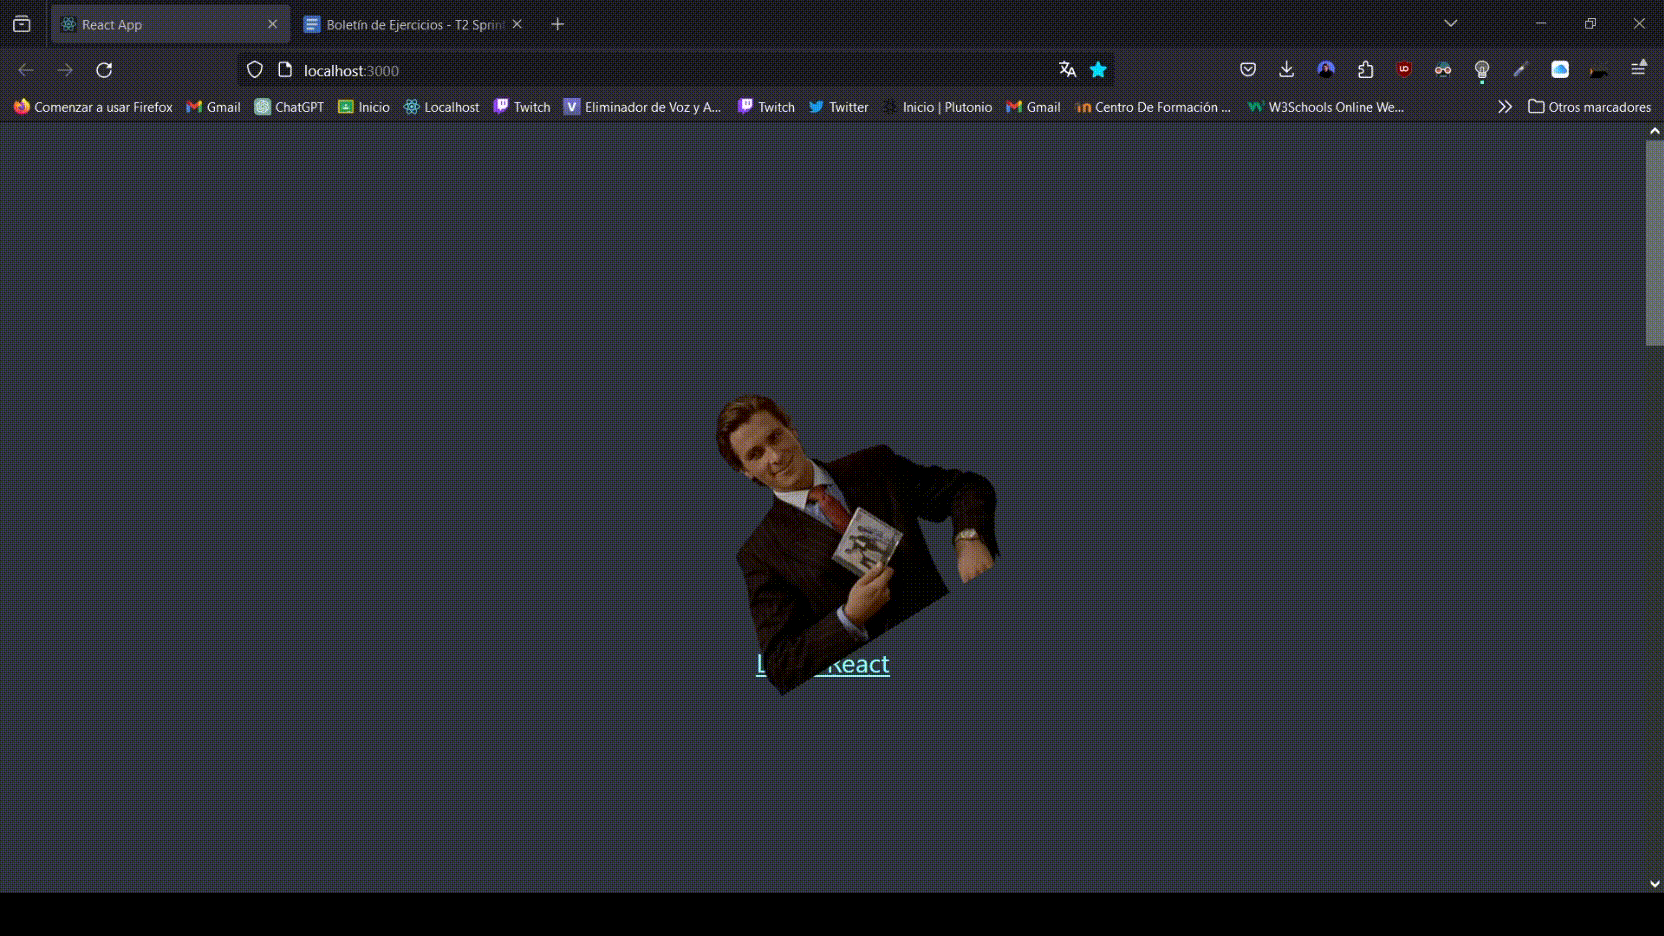 React App
Boletín de Ejercicios - T2 Sprin
localhost:3000
Comenzar a usar Firefox
Gmail
ChatGPT
Inicio
Localhost
Twitch
V
Eliminador de Voz y A...
Twitch
Twitter
Inicio | Plutonio
Gmail
Centro De Formación ...
W3Schools Online We...
Otros marcadores
React